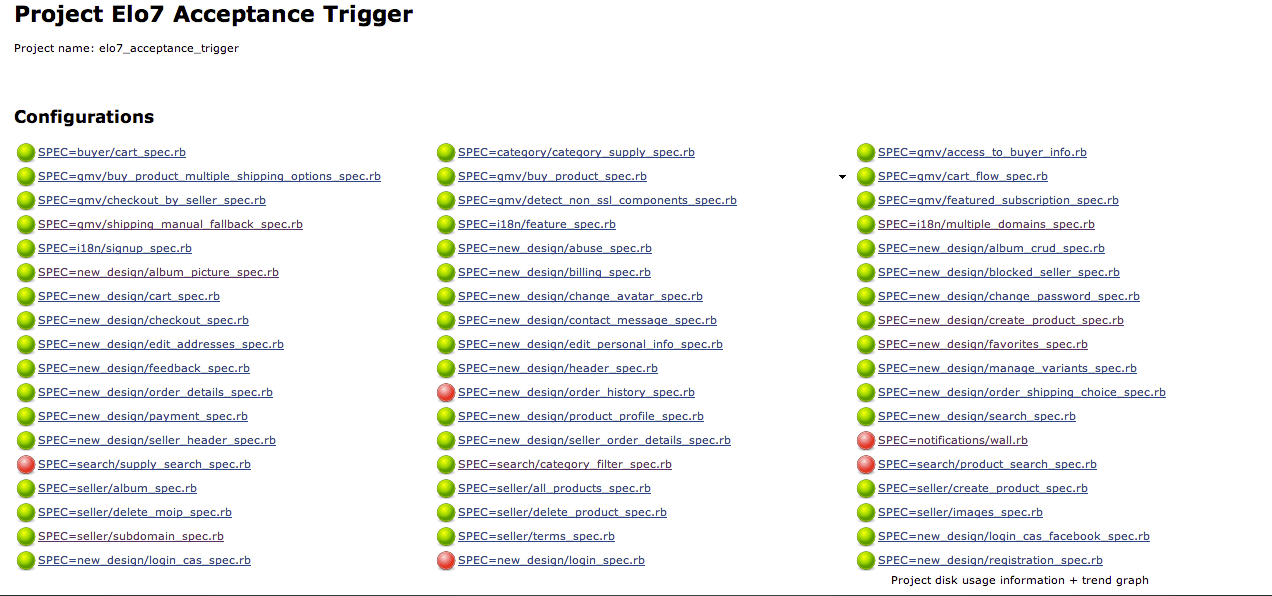 Project Elo7 Acceptance Trigger
Project name: elo7_acceptance_trigger
Configurations
SPEC=buyer/cart_spec.rb SPEC=category/category_supply_spec.rb SPEC=gmv/access_to_buyer_info.rb
SPEC=gmv/buy_product_multiple_shipping_options_spec.rb SPEC=gmv/buy_product_spec.rb SPEC=gmv/cart_flow_spec.rb
SPEC=gmv/checkout_by_seller_spec.rb SPEC=gmv/detect_non_ssl_components_spec.rb SPEC=gmv/featured_subscription_spec.rb
SPEC=gmv/shipping_manual_fallback_spec.rb SPEC=i18n/feature_spec.rb SPEC=i18n/multiple_domains_spec.rb
SPEC=i18n/signup_spec.rb SPEC=new_design/abuse_spec.rb SPEC=new_design/album_crud_spec.rb
SPEC=new_design/album_picture_spec.rb SPEC=new_design/billing_spec.rb SPEC=new_design/blocked_seller_spec.rb
SPEC=new_design/cart_spec.rb SPEC=new_design/change_avatar_spec.rb SPEC=new_design/change_password_spec.rb
SPEC=new_design/checkout_spec.rb SPEC=new_design/contact_message_spec.rb SPEC=new_design/create_product_spec.rb
SPEC=new_design/edit_addresses_spec.rb SPEC=new_design/edit_personal_info_spec.rb SPEC=new_design/favorites_spec.rb
SPEC=new_design/feedback_spec.rb SPEC=new_design/header_spec.rb SPEC=new_design/manage_variants_spec.rb
SPEC=new_design/order_details_spec.rb SPEC=new_design/order_history_spec.rb SPEC=new_design/order_shipping_choice_spec.rb
SPEC=new_design/payment_spec.rb SPEC=new_design/product_profile_spec.rb SPEC=new_design/search_spec.rb
SPEC=new_design/seller_header_spec.rb SPEC=new_design/seller_order_details_spec.rb SPEC=notifications/wall.rb
SPEC=search/supply_search_spec.rb SPEC=search/category_filter_spec.rb SPEC=search/product_search_spec.rb
SPEC=seller/album_spec.rb SPEC=seller/all_products_spec.rb SPEC=seller/create_product_spec.rb
SPEC=seller/delete_moip_spec.rb SPEC=seller/delete_product_spec.rb SPEC=seller/images_spec.rb
SPEC=seller/subdomain_spec.rb SPEC=seller/terms_spec.rb SPEC=new_design/login_cas_facebook_spec.rb
SPEC=new_design/login_cas_spec.rb SPEC=new_design/login_spec.rb SPEC=new_design/registration_spec.rb
Project disk usage information + trend graph